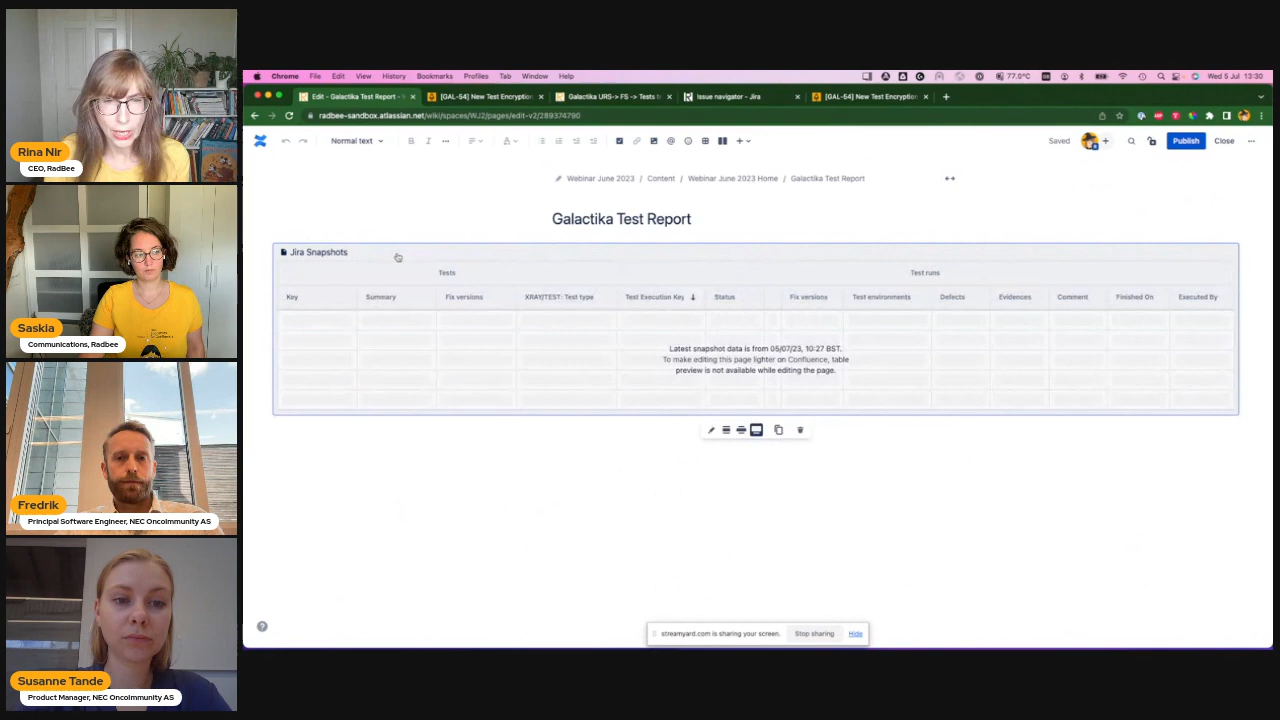 Rina Nir
CEO, RadBee
Saskia
Communications, Radbee
Fredrik
Principal Software Engineer, NEC OncoImmunity AS
Susanne Tande
Product Manager, NEC OncoImmunity AS
Chrome File Edit View History Bookmarks Profiles Tab Window Help
77.0°C
Wed 5 Jul 13:30
Edit - Galactika Test Report -
[GAL-54] New Test Encryption
Galactika URS-> FS -> Tests t
Issue navigator - Jira
[GAL-54] New Test Encryption
radbee-sandbox.atlassian.net/wiki/spaces/WJ2/pages/edit-v2/289374790
Normal text
Saved
Publish
Close
Webinar June 2023 / Content / Webinar June 2023 Home / Galactika Test Report
Galactika Test Report
Jira Snapshots
Tests Test runs
Key Summary Fix versions XRAY/TEST: Test type Test Execution Key Status Fix versions Test environments Defects Evidences Comment Finished On Executed By
Latest snapshot data is from 05/07/23, 10:27 BST.
To make editing this page lighter on Confluence, table
preview is not available while editing the page.
streamyard.com is sharing your screen. Stop sharing Hide